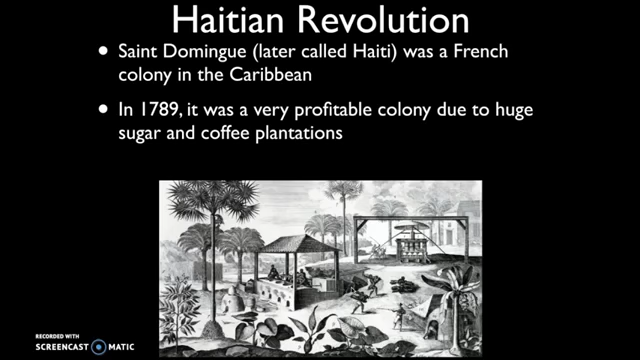 Haitian Revolution
• Saint Domingue (later called Haiti) was a French
colony in the Caribbean
• In 1789, it was a very profitable colony due to huge
sugar and coffee plantations
RECORDED WITH
SCREENCAST MATIC